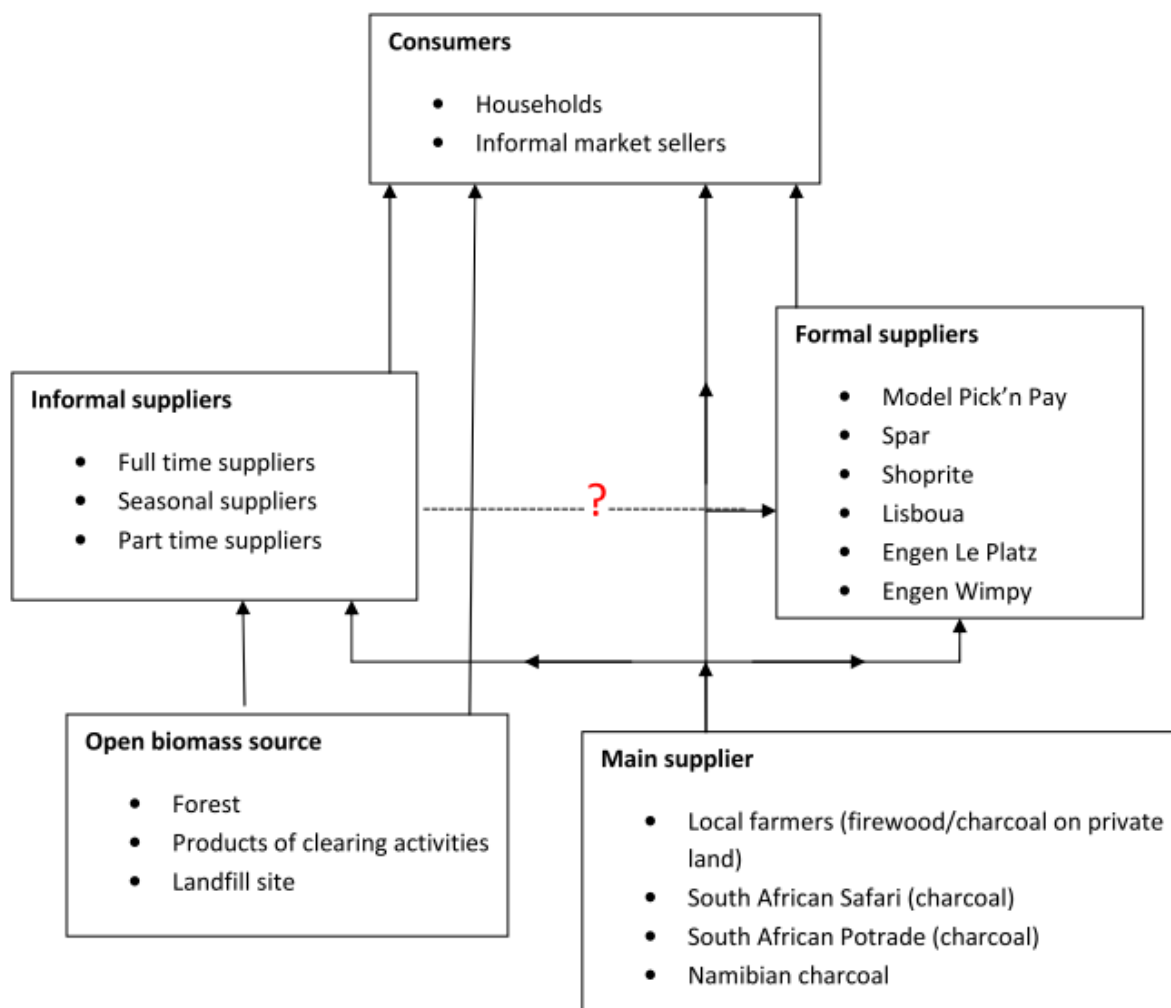 Consumers
• Households
• Informal market sellers
Formal suppliers
• Model Pick’n Pay
• Spar
• Shoprite
• Lisboua
• Engen Le Platz
• Engen Wimpy
Informal suppliers
• Full time suppliers
• Seasonal suppliers
• Part time suppliers
?
Open biomass source
• Forest
• Products of clearing activities
• Landfill site
Main supplier
• Local farmers (firewood/charcoal on private
land)
• South African Safari (charcoal)
• South African Potrade (charcoal)
• Namibian charcoal